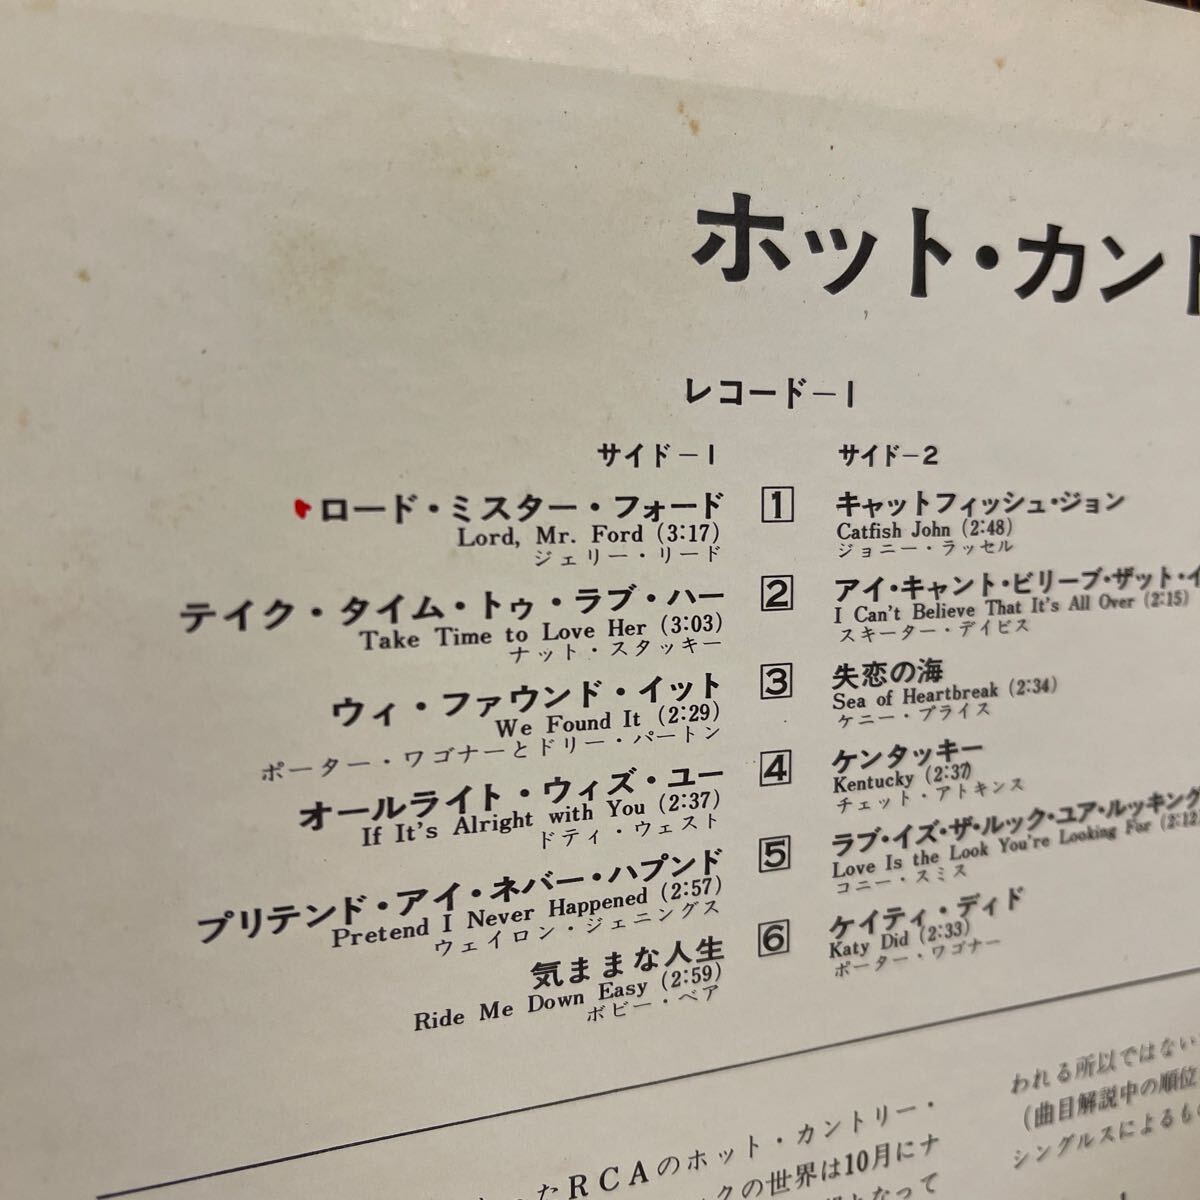 ホット・カント
レコード－1
サイド－1
ロード・ミスター・フォード
Lord, Mr. Ford (3:17)
ジェリー・リード
テイク・タイム・トゥ・ラブ・ハー
Take Time to Love Her (3:03)
ナット・スタッキー
ウィ・ファウンド・イット
We Found It (2:29)
ポーター・ワゴナーとドリー・パートン
オールライト・ウィズ・ユー
If It's Alright with You (2:37)
ドティ・ウェスト
プリテンド・アイ・ネバー・ハプンド
Pretend I Never Happened (2:57)
ウェイロン・ジェニングス
気ままな人生
Ride Me Down Easy (2:59)
ボビー・ベア
1
2
3
4
5
6
サイド－2
キャットフィッシュ・ジョン
Catfish John (2:48)
ジョニー・ラッセル
アイ・キャント・ビリーブ・ザット・イ
I Can't Believe That It's All Over (2:15)
スキーター・デイビス
失恋の海
Sea of Heartbreak (2:34)
ケニー・プライス
ケンタッキー
Kentucky (2:37)
チェット・アトキンス
ラブ・イズ・ザ・ルック・ユア・ルッキング
Love Is the Look You're Looking For (2:12
コニー・スミス
ケイティ・ディド
Katy Did (2:33)
ポーター・ワゴナー
たRCAのホット・カントリー・
クの世界は10月にナ
なって
われる所以ではない
(曲目解説中の順位
シングルスによるもの